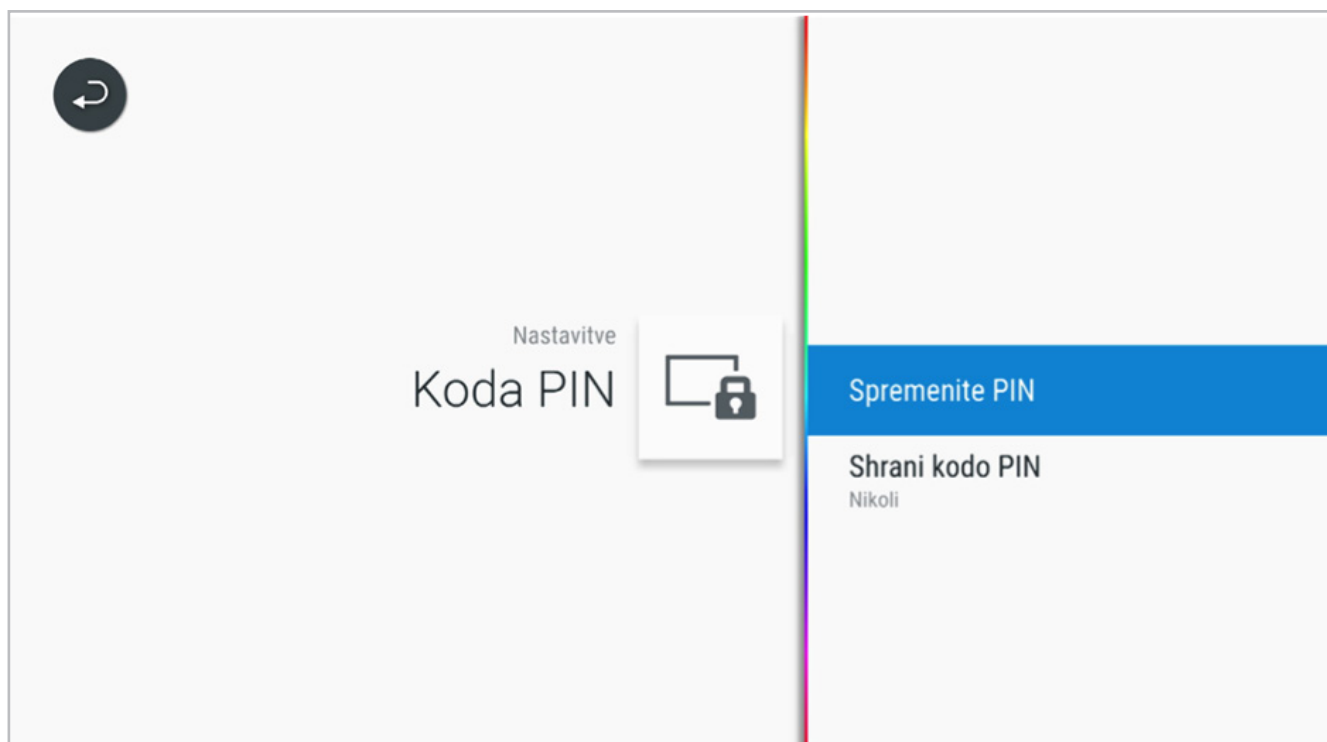 Nastavitve
Koda PIN
Spremenite PIN
Shrani kodo PIN
Nikoli